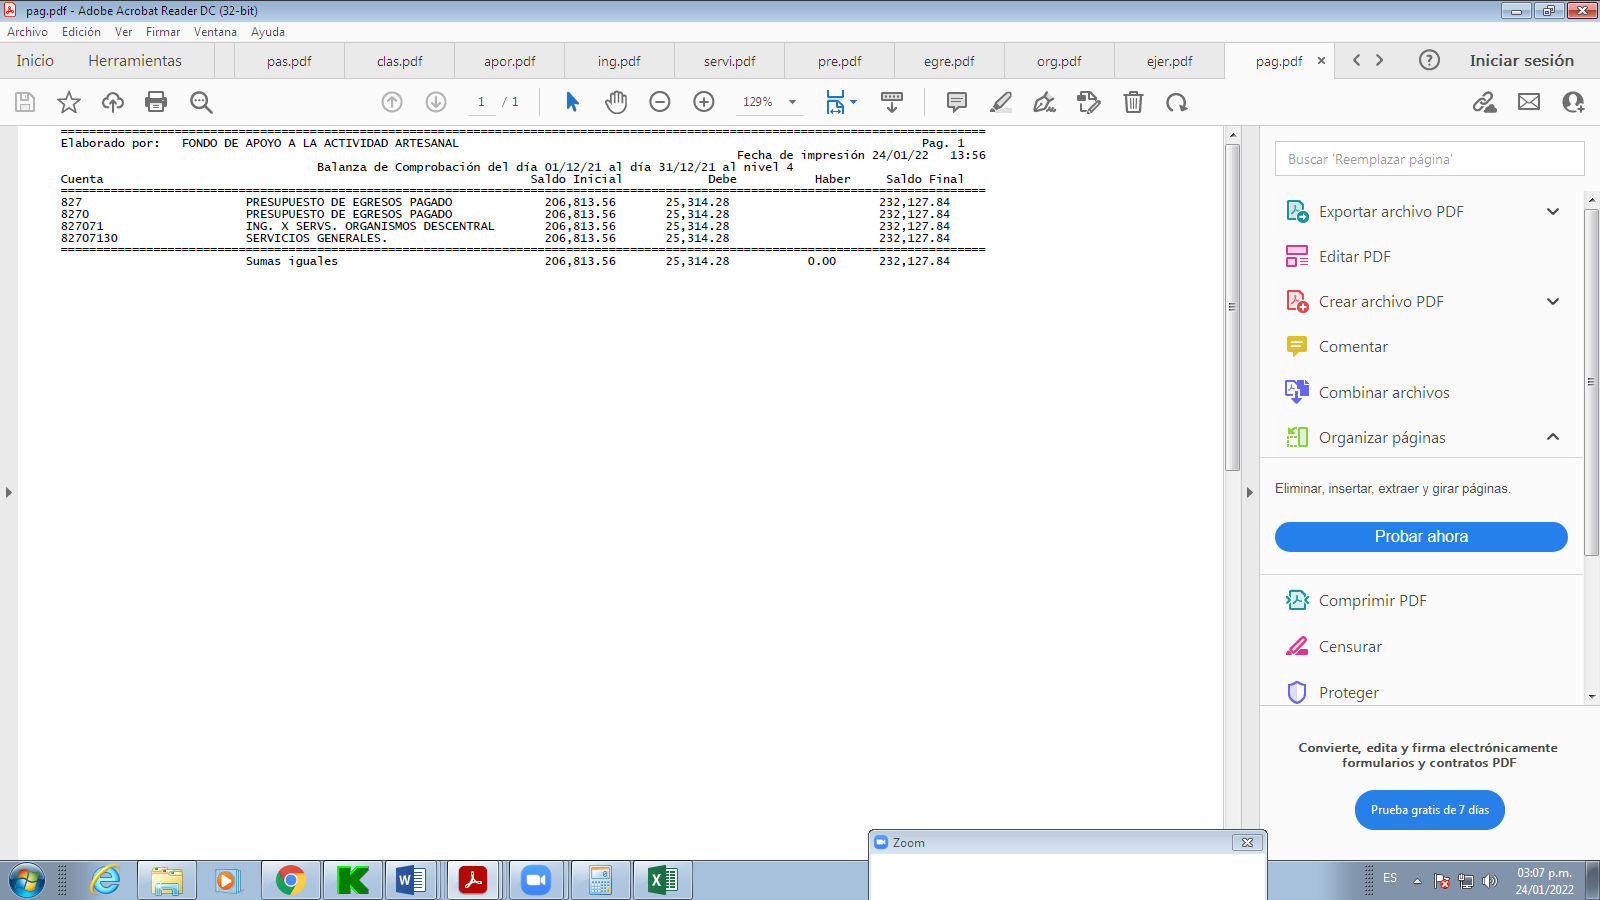 pag.pdf - Adobe Acrobat Reader DC (32-bit)
Archivo Edición Ver Firmar Ventana Ayuda
Inicio Herramientas pas.pdf clas.pdf apor.pdf ing.pdf servi.pdf pre.pdf egre.pdf org.pdf ejer.pdf pag.pdf Iniciar sesión
1 / 1 129%
Elaborado por: FONDO DE APOYO A LA ACTIVIDAD ARTESANAL Pag. 1
Fecha de impresión 24/01/22 13:56
Balanza de Comprobación del día 01/12/21 al día 31/12/21 al nivel 4
Cuenta Saldo Inicial Debe Haber Saldo Final
827 PRESUPUESTO DE EGRESOS PAGADO 206,813.56 25,314.28 232,127.84
8270 PRESUPUESTO DE EGRESOS PAGADO 206,813.56 25,314.28 232,127.84
827071 ING. X SERVS. ORGANISMOS DESCENTRAL 206,813.56 25,314.28 232,127.84
82707130 SERVICIOS GENERALES. 206,813.56 25,314.28 232,127.84
Sumas iguales 206,813.56 25,314.28 0.00 232,127.84
Buscar 'Reemplazar página'
Exportar archivo PDF
Editar PDF
Crear archivo PDF
Comentar
Combinar archivos
Organizar páginas
Eliminar, insertar, extraer y girar páginas.
Probar ahora
Comprimir PDF
Censurar
Proteger
Convierte, edita y firma electrónicamente
formularios y contratos PDF
Prueba gratis de 7 días
Zoom
ES 03:07 p.m.
24/01/2022